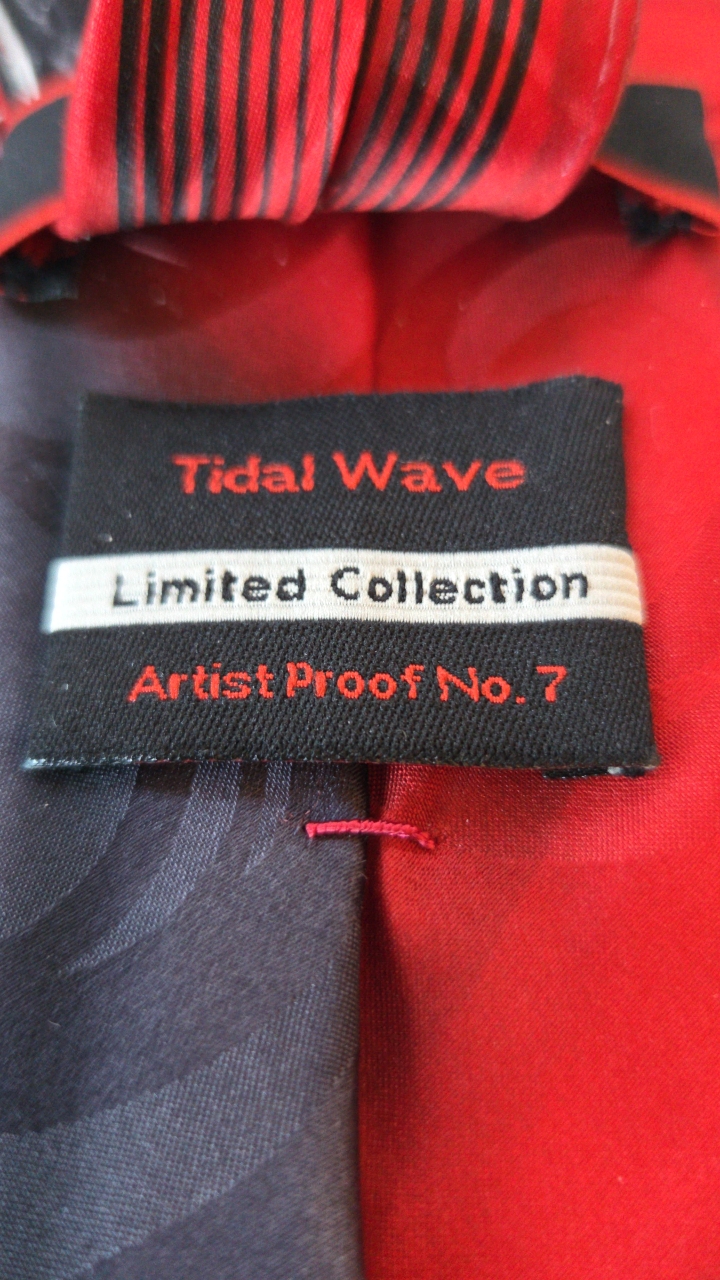 Tidal Wave
Limited Collection
Artist Proof No. 7